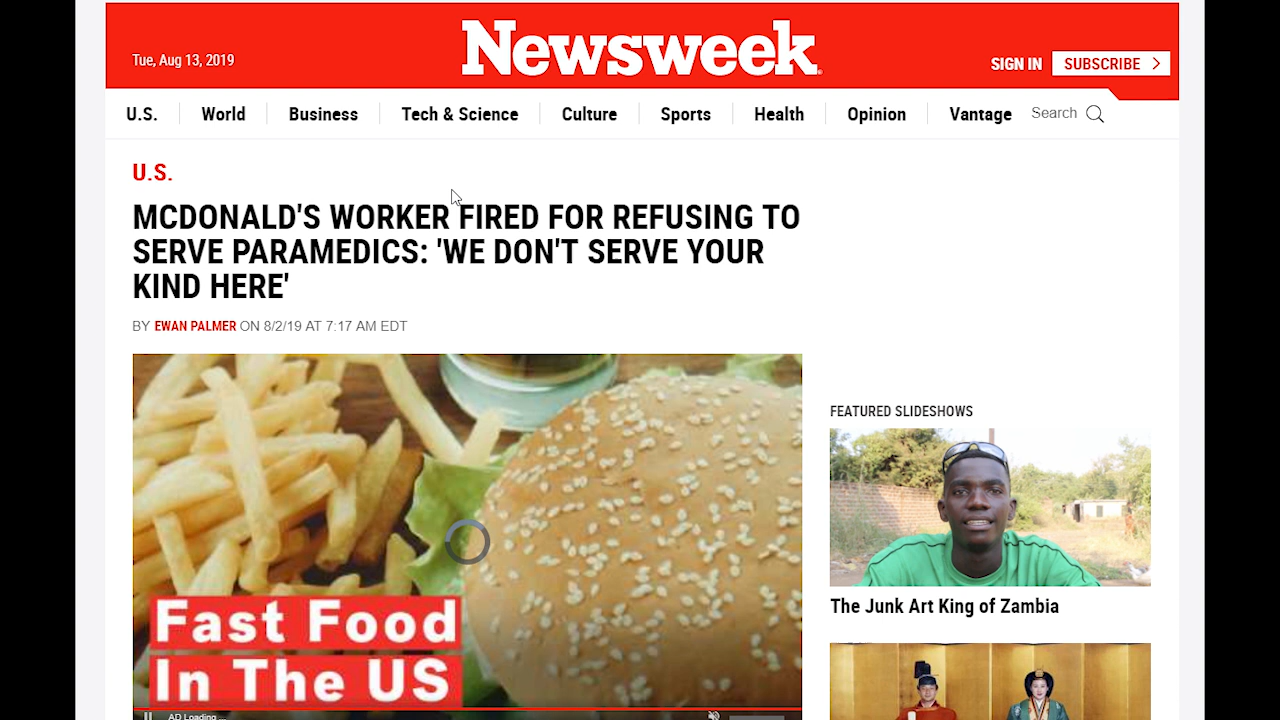 Tue, Aug 13, 2019
Newsweek
SIGN IN
SUBSCRIBE
U.S.
World
Business
Tech & Science
Culture
Sports
Health
Opinion
Vantage
Search
U.S.
MCDONALD'S WORKER FIRED FOR REFUSING TO
SERVE PARAMEDICS: 'WE DON'T SERVE YOUR
KIND HERE'
BY EWAN PALMER ON 8/2/19 AT 7:17 AM EDT
Fast Food
In The US
AD Loading ...
FEATURED SLIDESHOWS
The Junk Art King of Zambia